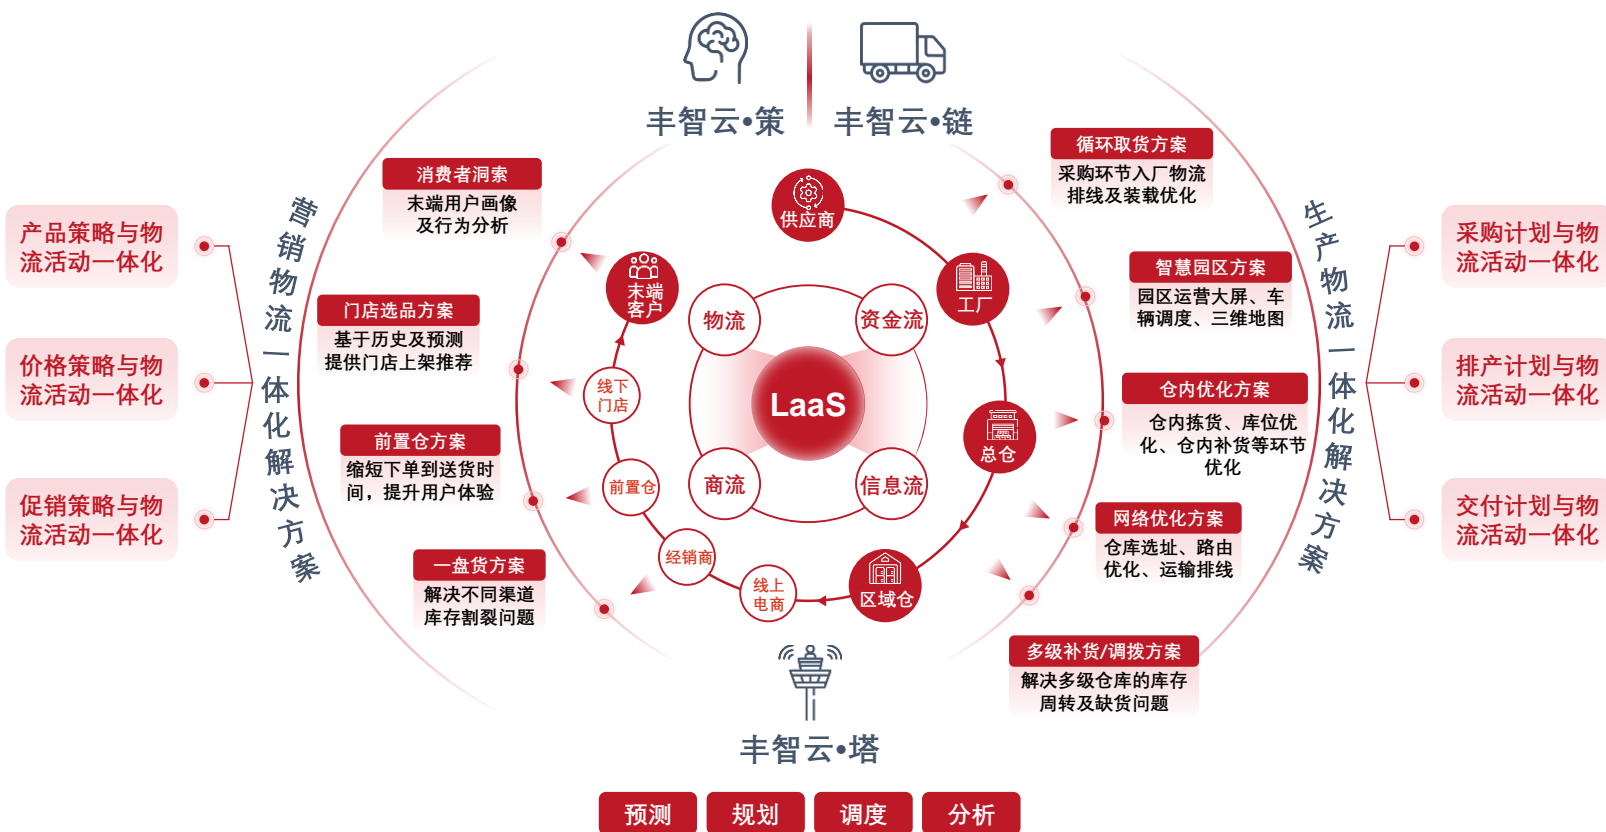 丰智云•策
丰智云•链
营销物流一体化解决方案
产品策略与物
流活动一体化
价格策略与物
流活动一体化
促销策略与物
流活动一体化
消费者洞索
末端用户画像
及行为分析
门店选品方案
基于历史及预测
提供门店上架推荐
前置仓方案
缩短下单到送货时
间，提升用户体验
一盘货方案
解决不同渠道
库存割裂问题
供应商
工厂
总仓
区域仓
线上
电商
经销商
前置仓
线下
门店
末端
客户
物流
资金流
LaaS
商流
信息流
循环取货方案
采购环节入厂物流
排线及装载优化
智慧园区方案
园区运营大屏、车
辆调度、三维地图
仓内优化方案
仓内拣货、库位优
化、仓内补货等环节
优化
网络优化方案
仓库选址、路由
优化、运输排线
多级补货/调拨方案
解决多级仓库的库存
周转及缺货问题
生产物流一体化解决方案
采购计划与物
流活动一体化
排产计划与物
流活动一体化
交付计划与物
流活动一体化
丰智云•塔
预测
规划
调度
分析